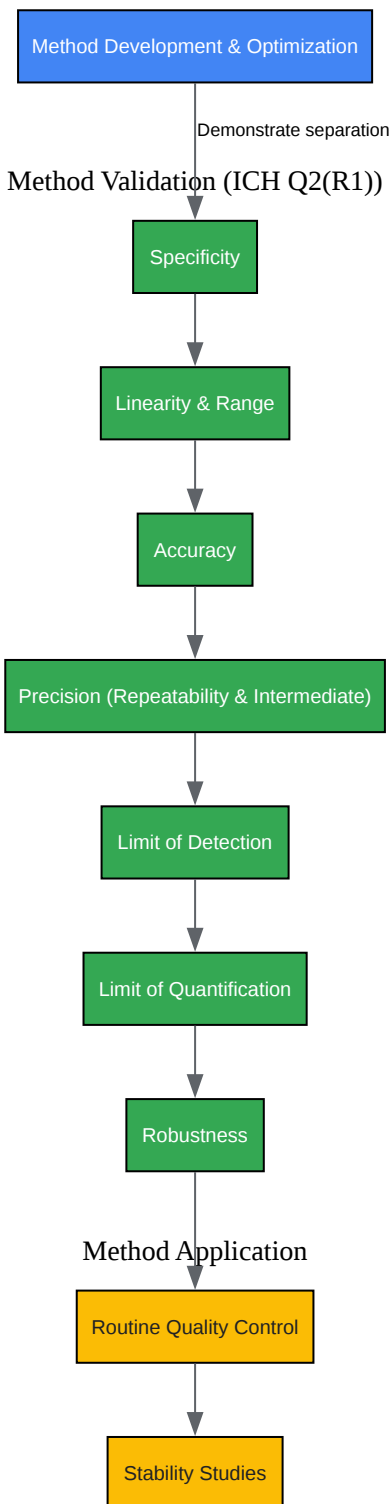 Method Development & Optimization
Demonstrate separation
Method Validation (ICH Q2(R1))
Specificity
Linearity & Range
Accuracy
Precision (Repeatability & Intermediate)
Limit of Detection
Limit of Quantification
Robustness
Method Application
Routine Quality Control
Stability Studies